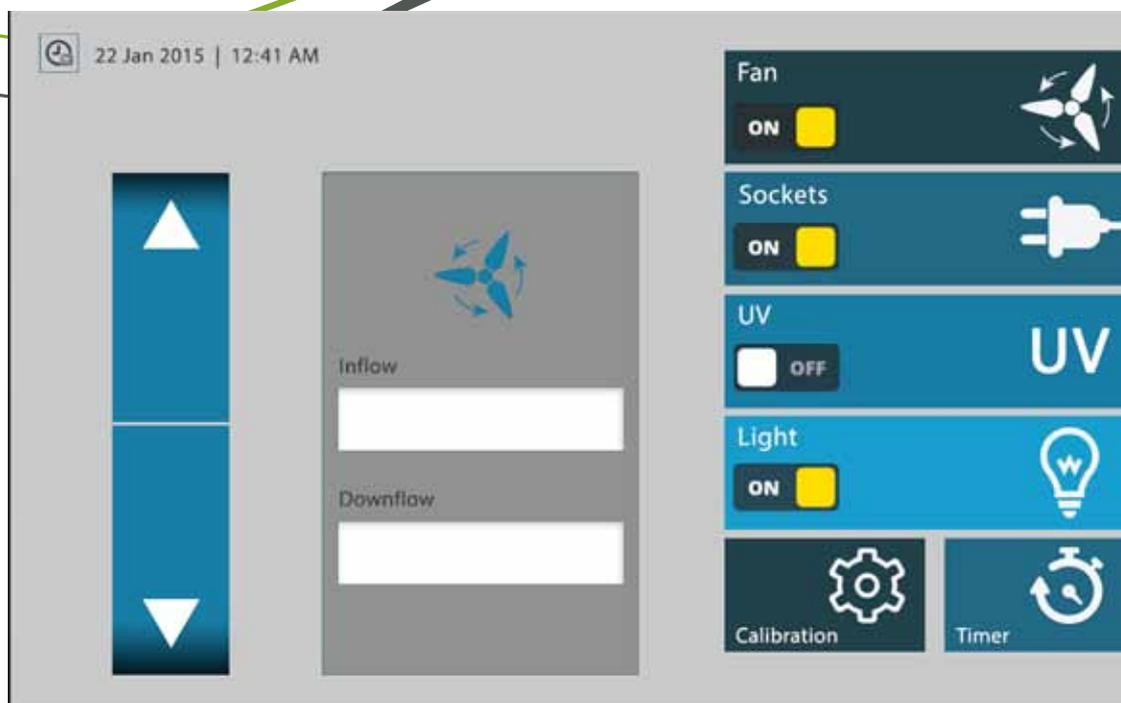 22 Jan 2015 | 12:41 AM
Fan
ON
Sockets
ON
UV
OFF
UV
Light
ON
Inflow
Downflow
Calibration
Timer